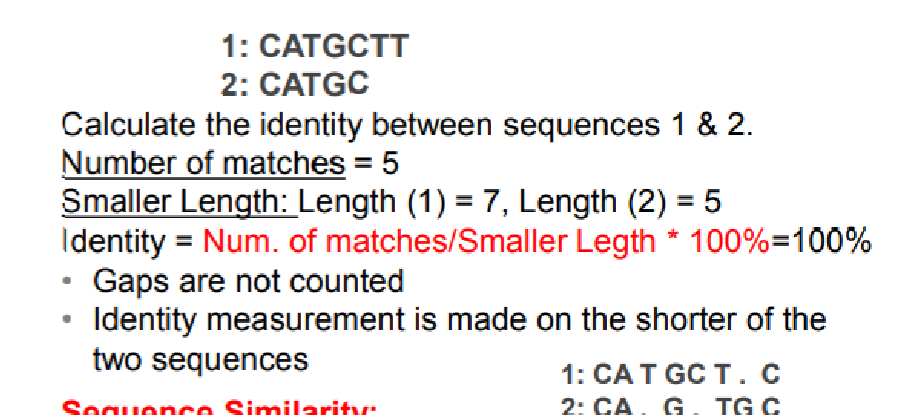 1: CATGCTT
2: CATGC
Calculate the identity between sequences 1 & 2.
Number of matches = 5
Smaller Length: Length (1) = 7, Length (2) = 5
Identity = Num. of matches/Smaller Legth * 100%=100%
• Gaps are not counted
• Identity measurement is made on the shorter of the
two sequences
1: CA T GC T . C
2: CA . G . TG C
Sequence Similarity: